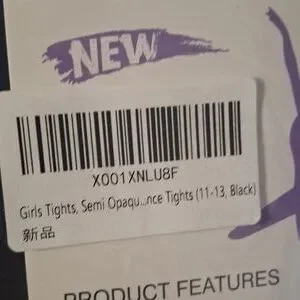 NEW
X001XNLU8F
Girls Tights, Semi Opaqu...nce Tights (11-13, Black)
新品
PRODUCT FEATURES